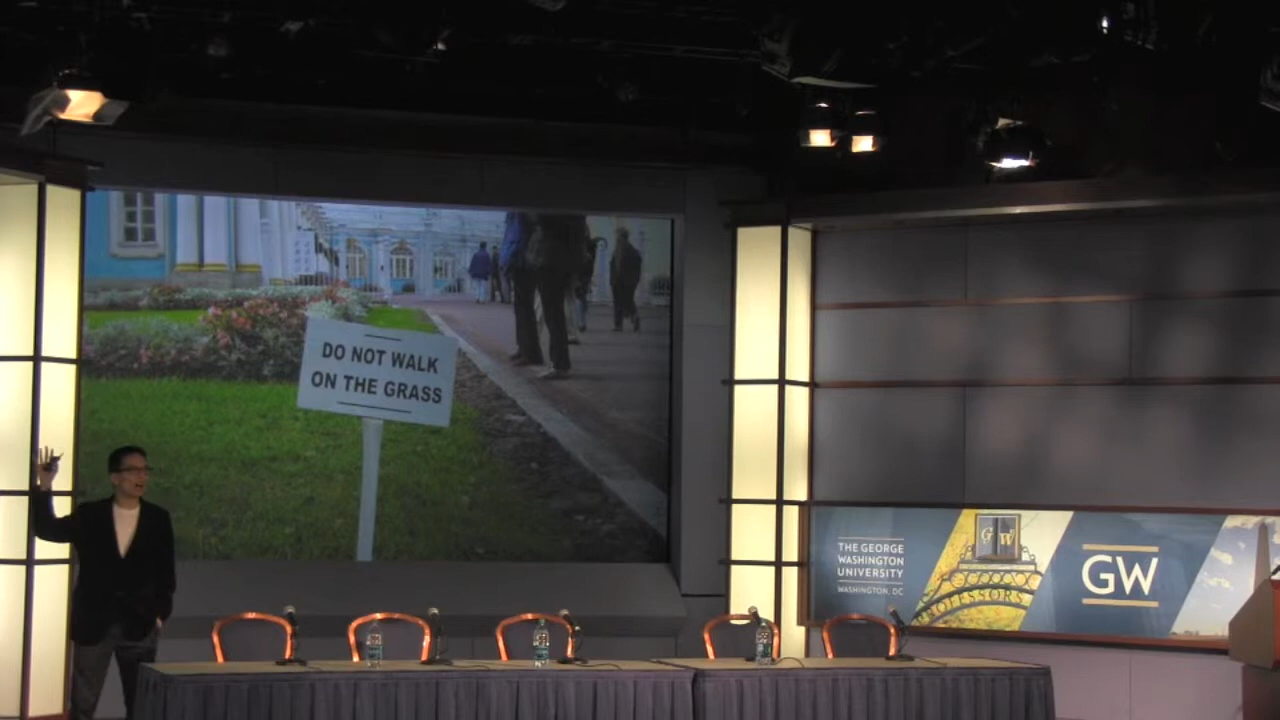 DO NOT WALK
ON THE GRASS
THE GEORGE
WASHINGTON
UNIVERSITY
WASHINGTON, DC
GW
PROFESSORS
GW